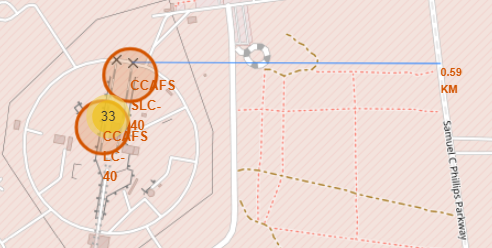 CCAFS
SLC-
40
33
CCAFS
LC-
40
0.59
KM
Samuel C Phillips Parkway